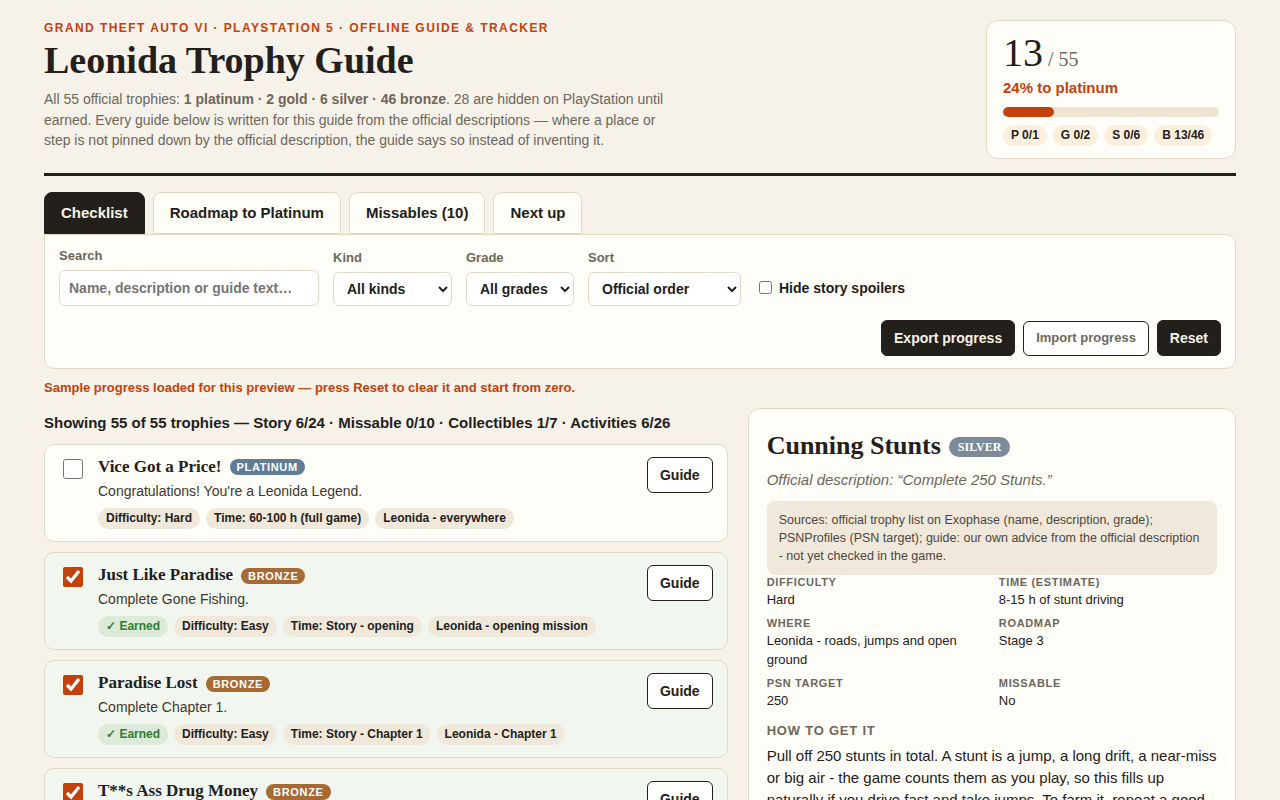 GRAND THEFT AUTO VI · PLAYSTATION 5 · OFFLINE GUIDE & TRACKER
Leonida Trophy Guide
All 55 official trophies: 1 platinum · 2 gold · 6 silver · 46 bronze. 28 are hidden on PlayStation until
earned. Every guide below is written for this guide from the official descriptions — where a place or
step is not pinned down by the official description, the guide says so instead of inventing it.
13 / 55
24% to platinum
P 0/1 G 0/2 S 0/6 B 13/46
Checklist Roadmap to Platinum Missables (10) Next up
Search Kind Grade Sort
Name, description or guide text… All kinds All grades Official order Hide story spoilers
Export progress Import progress Reset
Sample progress loaded for this preview — press Reset to clear it and start from zero.
Showing 55 of 55 trophies — Story 6/24 · Missable 0/10 · Collectibles 1/7 · Activities 6/26
Vice Got a Price! PLATINUM
Congratulations! You're a Leonida Legend.
Difficulty: Hard Time: 60-100 h (full game) Leonida - everywhere
Guide
Just Like Paradise BRONZE
Complete Gone Fishing.
✓ Earned Difficulty: Easy Time: Story - opening Leonida - opening mission
Guide
Paradise Lost BRONZE
Complete Chapter 1.
✓ Earned Difficulty: Easy Time: Story - Chapter 1 Leonida - Chapter 1
Guide
T**s Ass Drug Money BRONZE
Guide
Cunning Stunts SILVER
Official description: “Complete 250 Stunts.”
Sources: official trophy list on Exophase (name, description, grade);
PSNProfiles (PSN target); guide: our own advice from the official description
- not yet checked in the game.
DIFFICULTY TIME (ESTIMATE)
Hard 8-15 h of stunt driving
WHERE ROADMAP
Leonida - roads, jumps and open Stage 3
ground
PSN TARGET MISSABLE
250 No
HOW TO GET IT
Pull off 250 stunts in total. A stunt is a jump, a long drift, a near-miss
or big air - the game counts them as you play, so this fills up
naturally if you drive fast and take jumps. To farm it, repeat a good